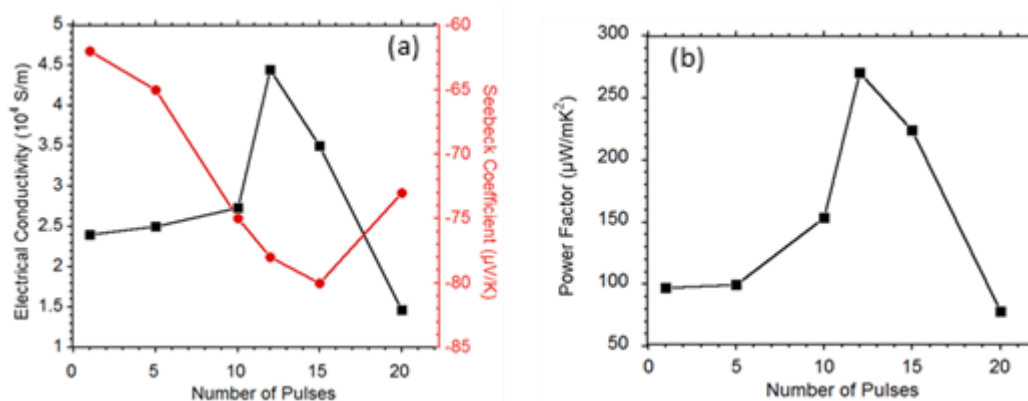 (a)
Electrical Conductivity (10⁴ S/m)
5
4.5
4
3.5
3
2.5
2
1.5
1
-60
-65
-70
-75
-80
-85
Seebeck Coefficient (µV/K)
0 5 10 15 20
Number of Pulses
(b)
Power Factor (µW/mK²)
300
250
200
150
100
50
0 5 10 15 20
Number of Pulses